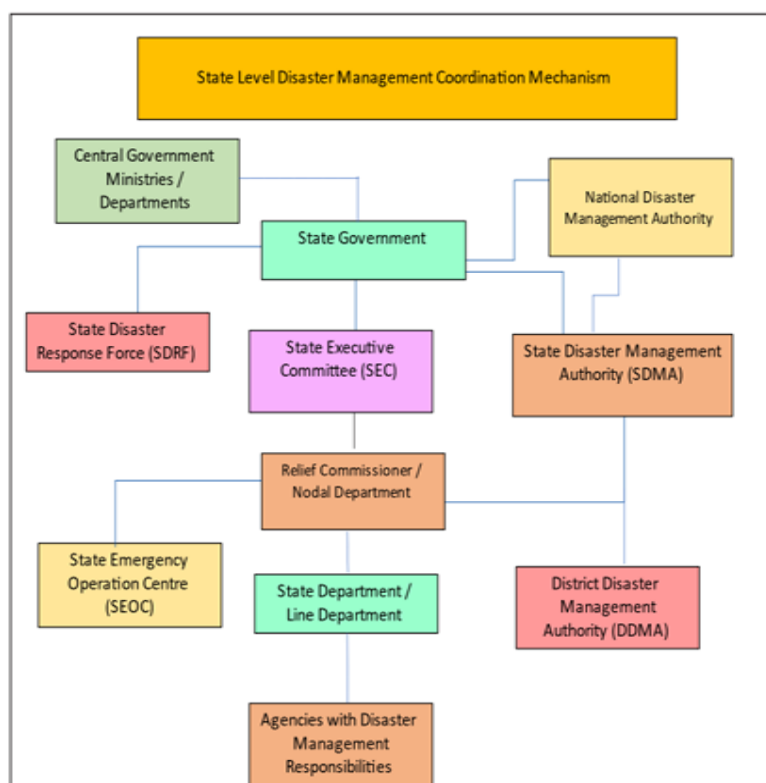 State Level Disaster Management Coordination Mechanism
Central Government
Ministries /
Departments
National Disaster
Management Authority
State Government
State Disaster
Response Force (SDRF)
State Executive
Committee (SEC)
State Disaster Management
Authority (SDMA)
Relief Commissioner /
Nodal Department
State Emergency
Operation Centre
(SEOC)
State Department /
Line Department
District Disaster
Management
Authority (DDMA)
Agencies with Disaster
Management
Responsibilities